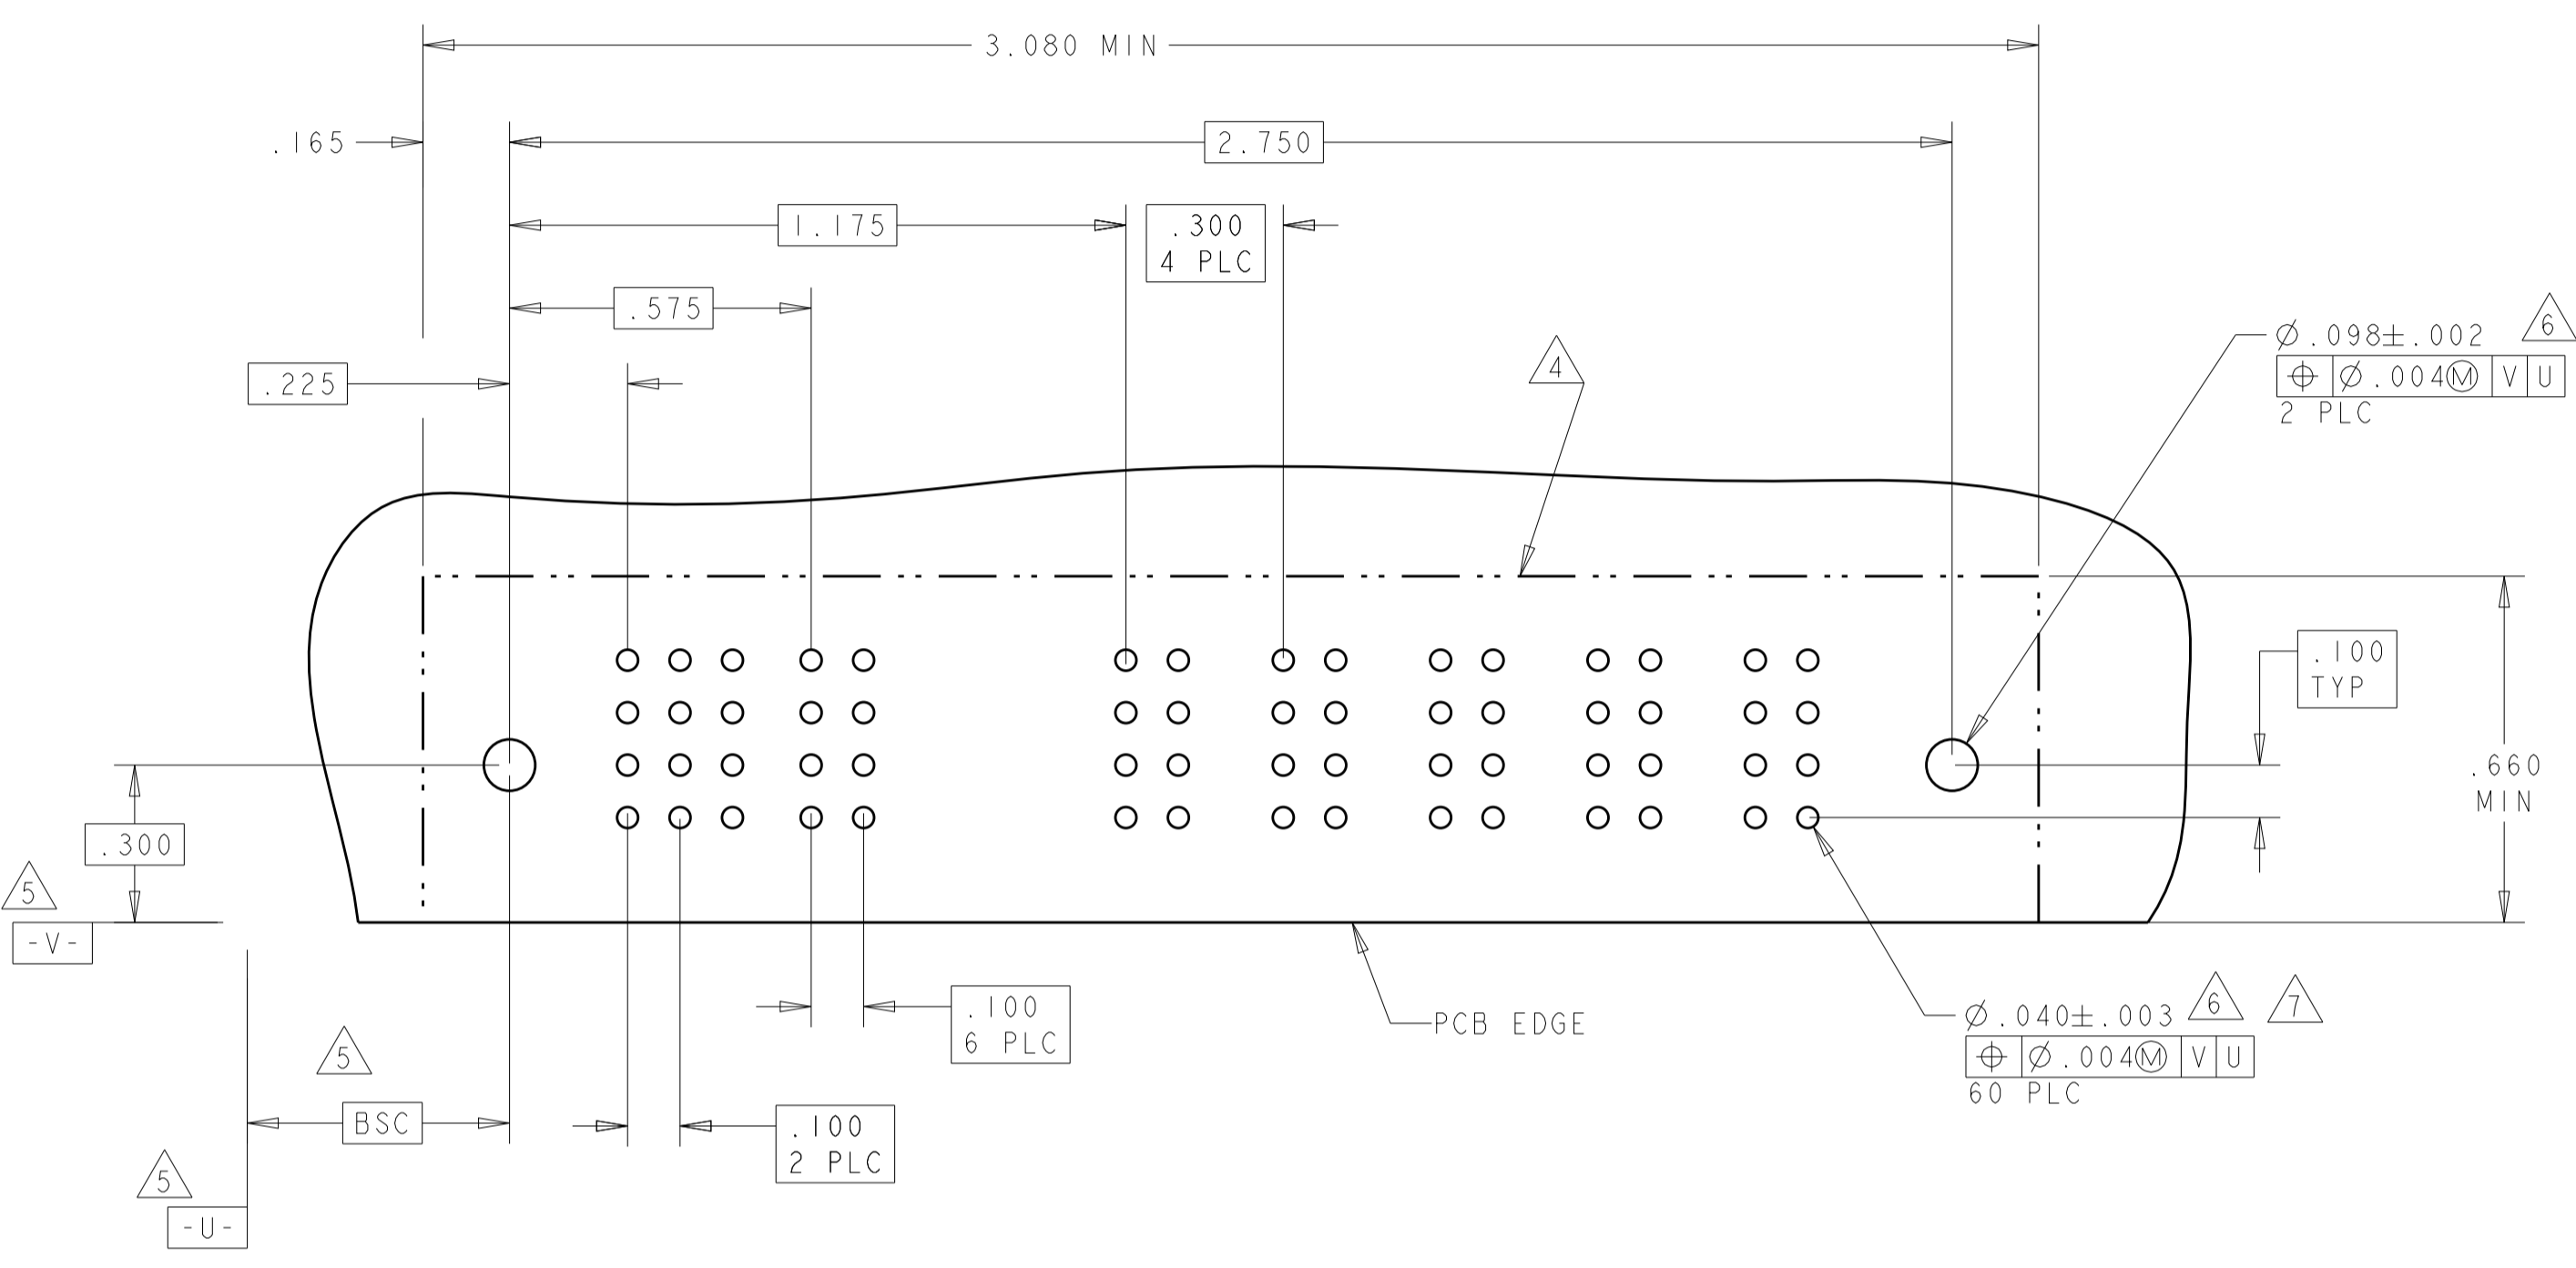 3.080 MIN
.165
2.750
1.175
.300
4 PLC
.575
.225
4
6
⌀.098±.002
⌖ ⌀.004Ⓜ V U
2 PLC
.100
TYP
.660
MIN
.300
5
-V-
.100
6 PLC
PCB EDGE
⌀.040±.003
6
7
⌖ ⌀.004Ⓜ V U
60 PLC
5
BSC
.100
2 PLC
5
-U-